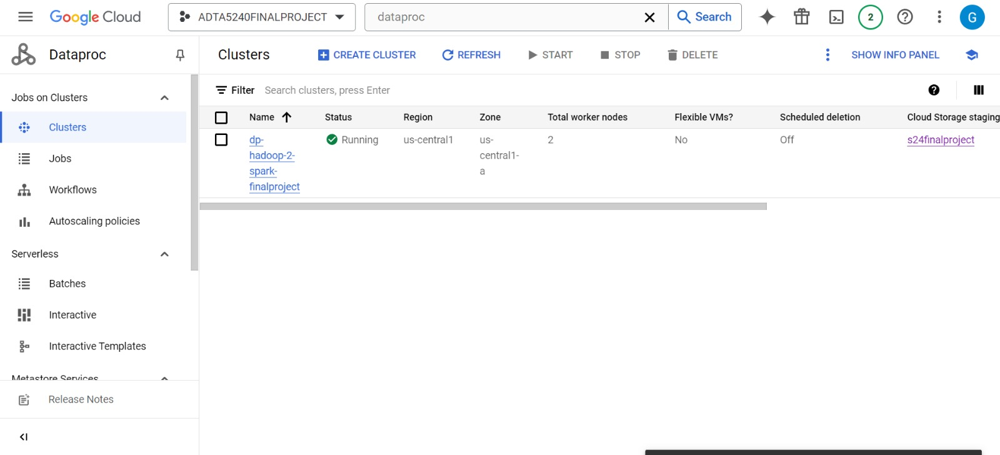 Google Cloud
ADTA5240FINALPROJECT
dataproc
Search
2
G
Dataproc
Clusters
CREATE CLUSTER
REFRESH
START
STOP
DELETE
SHOW INFO PANEL
Jobs on Clusters
Clusters
Jobs
Workflows
Autoscaling policies
Serverless
Batches
Interactive
Interactive Templates
Metastore Services
Release Notes
Filter Search clusters, press Enter
Name Status Region Zone Total worker nodes Flexible VMs? Scheduled deletion Cloud Storage staging
dp- Running us-central1 us- 2 No Off s24finalproject
hadoop-2- central1-
spark- a
finalproject